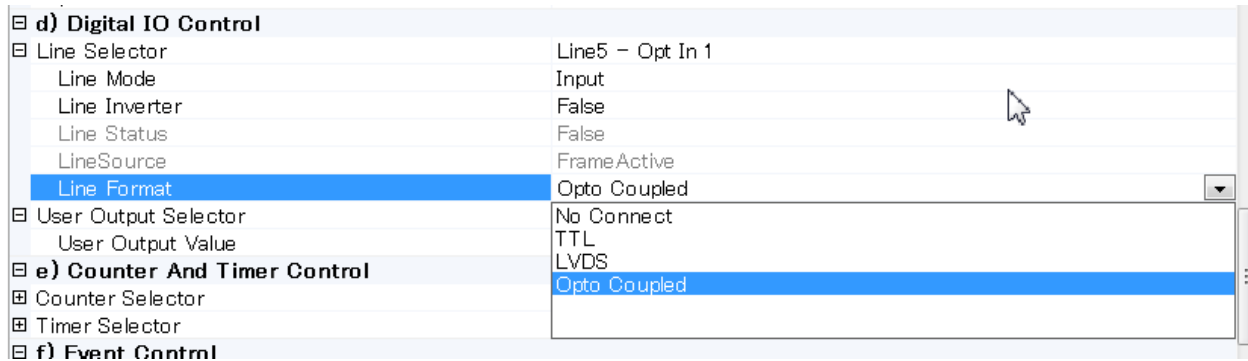 d) Digital IO Control
Line Selector Line5 - Opt In 1
Line Mode Input
Line Inverter False
Line Status False
LineSource FrameActive
Line Format Opto Coupled
User Output Selector No Connect
TTL
User Output Value
LVDS
e) Counter And Timer Control
Opto Coupled
Counter Selector
Timer Selector
f) Event Control